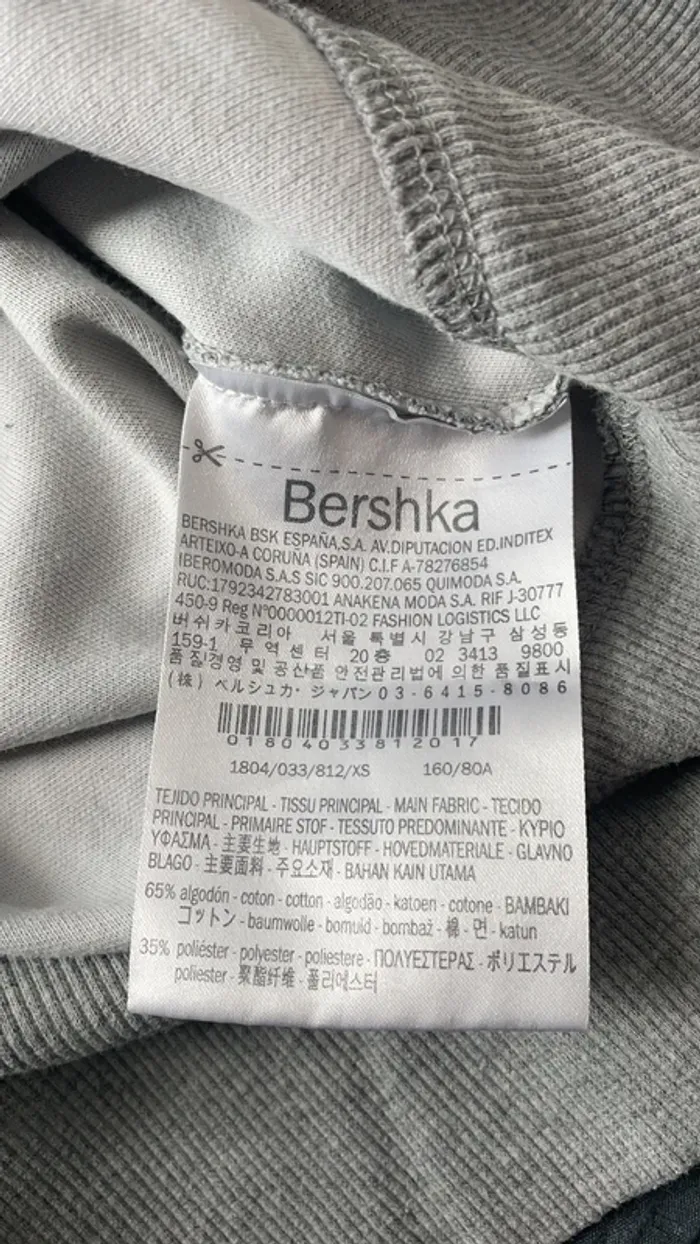 Bershka
BERSHKA BSK ESPAÑA,S.A. AV.DIPUTACION ED.INDITEX
ARTEIXO-A CORUÑA (SPAIN) C.I.F A-78276854
IBEROMODA S.A.S SIC 900.207.065 QUIMODA S.A.
RUC:1792342783001 ANAKENA MODA S.A. RIF J-30777
450-9 Reg N°0000012TI-02 FASHION LOGISTICS LLC
버쉬카코리아 서울 특별시 강남구 삼성동
159-1 무역센터 20층 02 3413 9800
품질경영 및 공산품 안전관리법에 의한 품질표시
(株) ベルシュカ・ジャパン 03-6415-8086
01804033812017
1804/033/812/XS 160/80A
TEJIDO PRINCIPAL - TISSU PRINCIPAL - MAIN FABRIC - TECIDO
PRINCIPAL - PRIMAIRE STOF - TESSUTO PREDOMINANTE - ΚΥΡΙΟ
ΥΦΑΣΜΑ - 主要生地 - HAUPTSTOFF - HOVEDMATERIALE - GLAVNO
BLAGO - 主要面料 - 주요소재 - BAHAN KAIN UTAMA
65% algodón - coton - cotton - algodão - katoen - cotone - ΒΑΜΒΑΚΙ
コットン - baumwolle - bomuld - bombaž - 棉 - 면 - katun
35% poliéster - polyester - poliestere - ΠΟΛΥΕΣΤΕΡΑΣ - ポリエステル
poliester - 聚酯纤维 - 폴리에스터